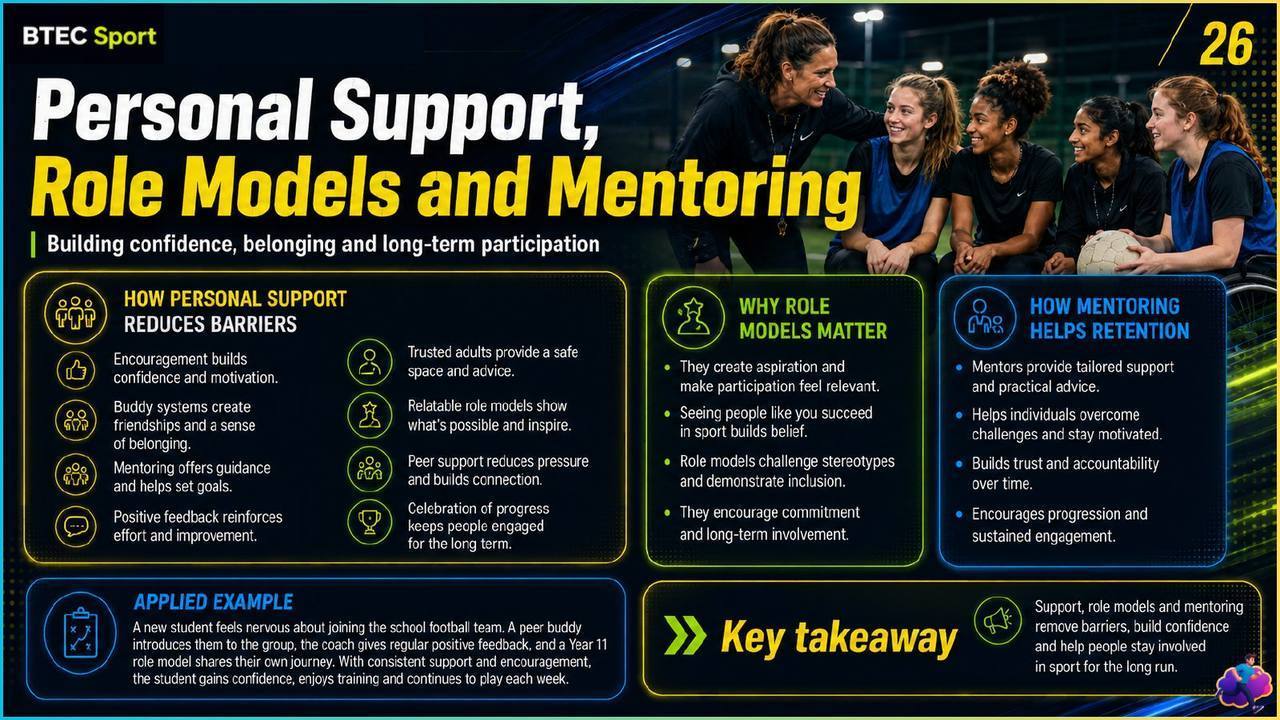 BTEC Sport
26
Personal Support,
Role Models and Mentoring
Building confidence, belonging and long-term participation
HOW PERSONAL SUPPORT
REDUCES BARRIERS
Encouragement builds
confidence and motivation.
Buddy systems create
friendships and a sense
of belonging.
Mentoring offers guidance
and helps set goals.
Positive feedback reinforces
effort and improvement.
Trusted adults provide a safe
space and advice.
Relatable role models show
what's possible and inspire.
Peer support reduces pressure
and builds connection.
Celebration of progress
keeps people engaged
for the long term.
WHY ROLE
MODELS MATTER
• They create aspiration and
make participation feel relevant.
• Seeing people like you succeed
in sport builds belief.
• Role models challenge stereotypes
and demonstrate inclusion.
• They encourage commitment
and long-term involvement.
HOW MENTORING
HELPS RETENTION
• Mentors provide tailored support
and practical advice.
• Helps individuals overcome
challenges and stay motivated.
• Builds trust and accountability
over time.
• Encourages progression and
sustained engagement.
APPLIED EXAMPLE
A new student feels nervous about joining the school football team. A peer buddy
introduces them to the group, the coach gives regular positive feedback, and a Year 11
role model shares their own journey. With consistent support and encouragement,
the student gains confidence, enjoys training and continues to play each week.
Key takeaway
Support, role models and mentoring
remove barriers, build confidence
and help people stay involved
in sport for the long run.